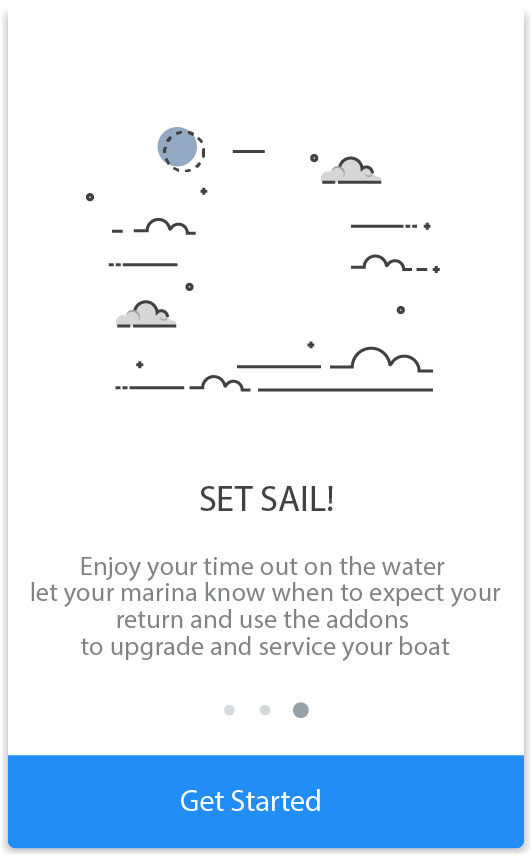 SET SAIL!
Enjoy your time out on the water
let your marina know when to expect your
return and use the addons
to upgrade and service your boat
Get Started